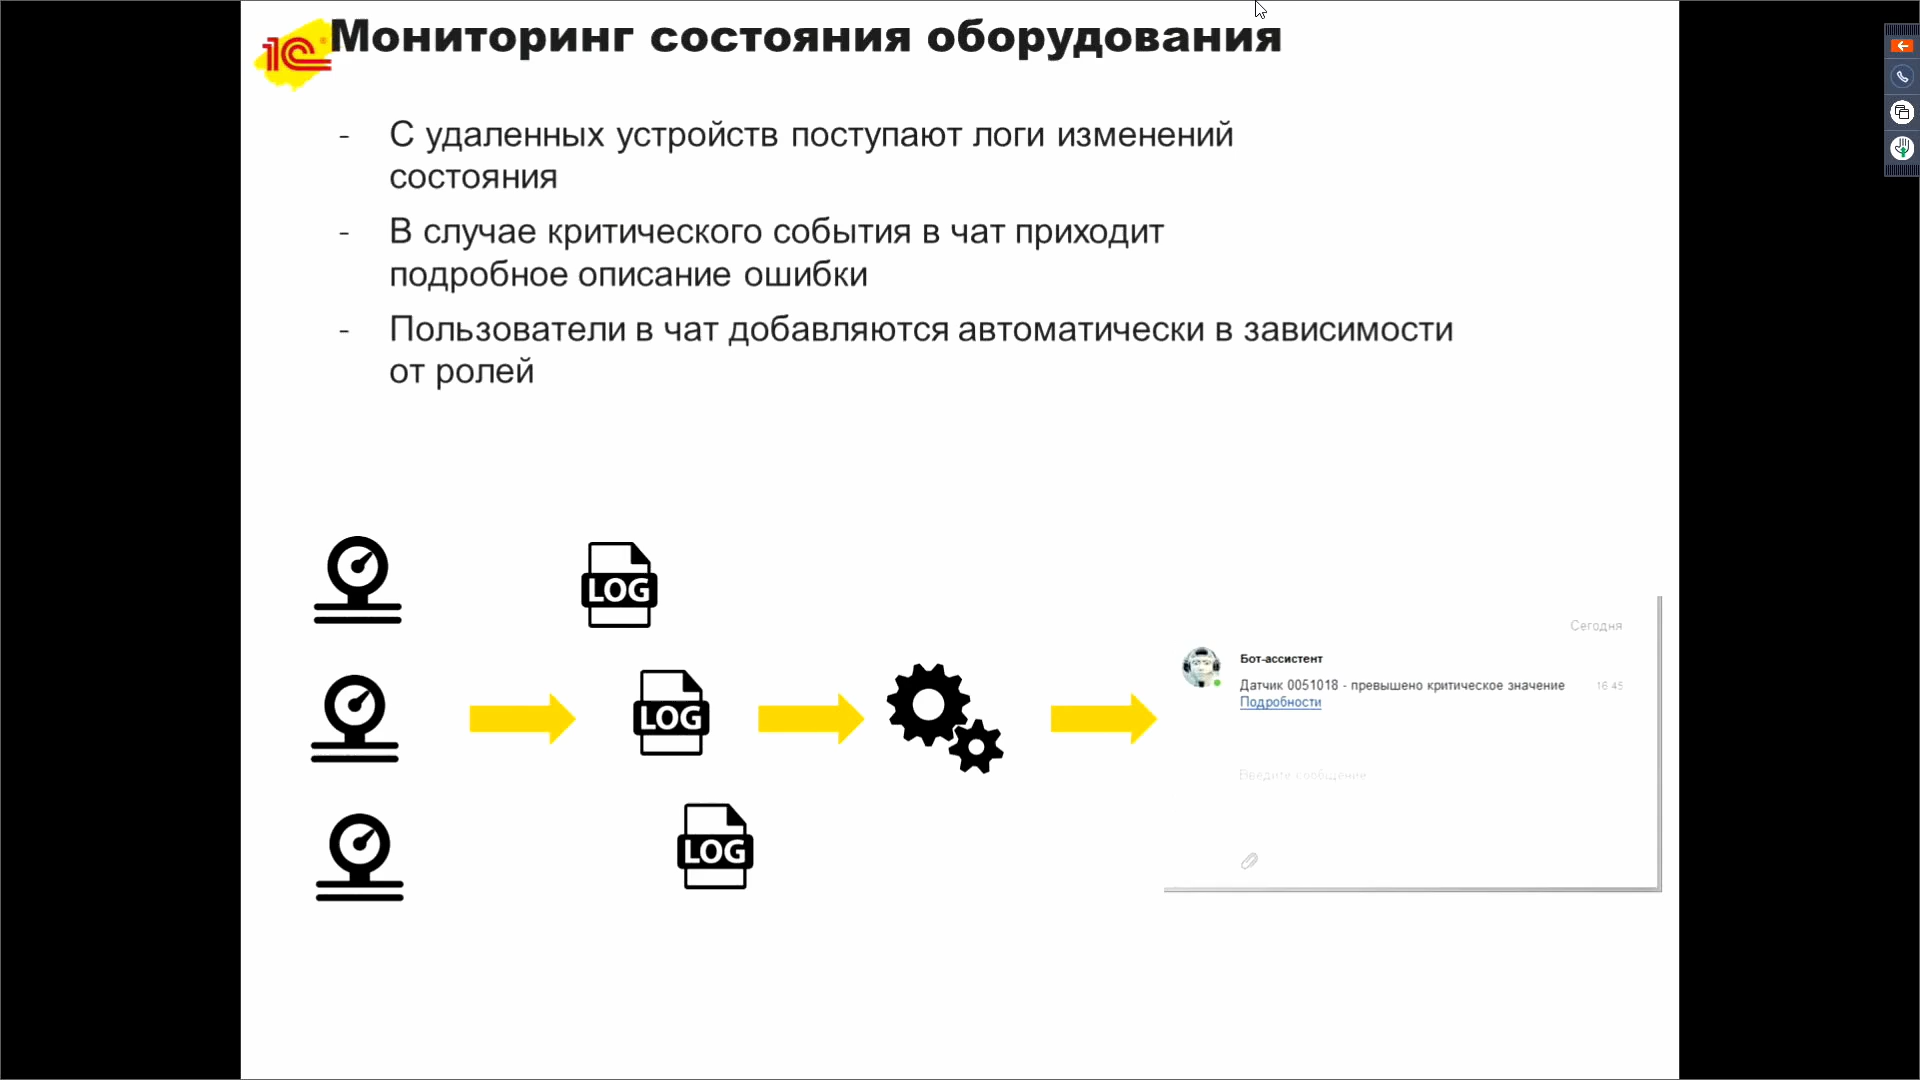 1С
Мониторинг состояния оборудования
- С удаленных устройств поступают логи изменений
состояния
- В случае критического события в чат приходит
подробное описание ошибки
- Пользователи в чат добавляются автоматически в зависимости
от ролей
LOG
LOG
LOG
Сегодня
Бот-ассистент
Датчик 0051018 - превышено критическое значение 16:45
Подробности
Введите сообщение